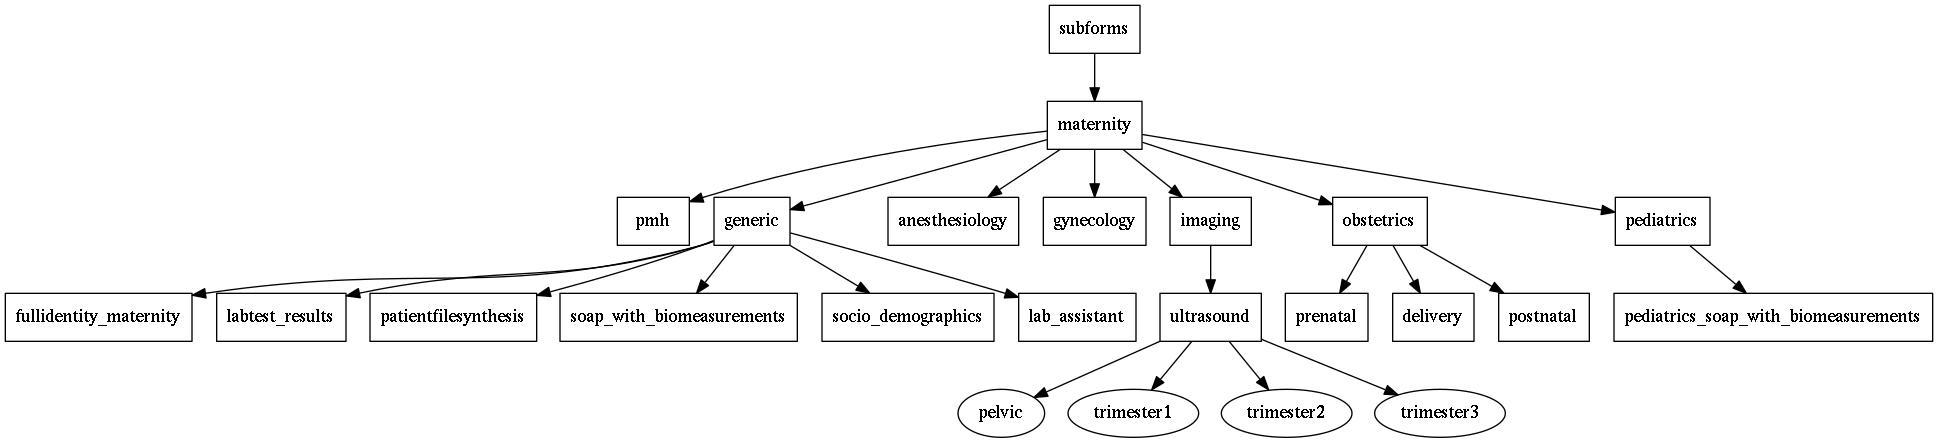 subforms
maternity
pmh
generic
anesthesiology
gynecology
imaging
obstetrics
pediatrics
fullidentity_maternity
labtest_results
patientfilesynthesis
soap_with_biomeasurements
socio_demographics
lab_assistant
ultrasound
prenatal
delivery
postnatal
pediatrics_soap_with_biomeasurements
pelvic
trimester1
trimester2
trimester3